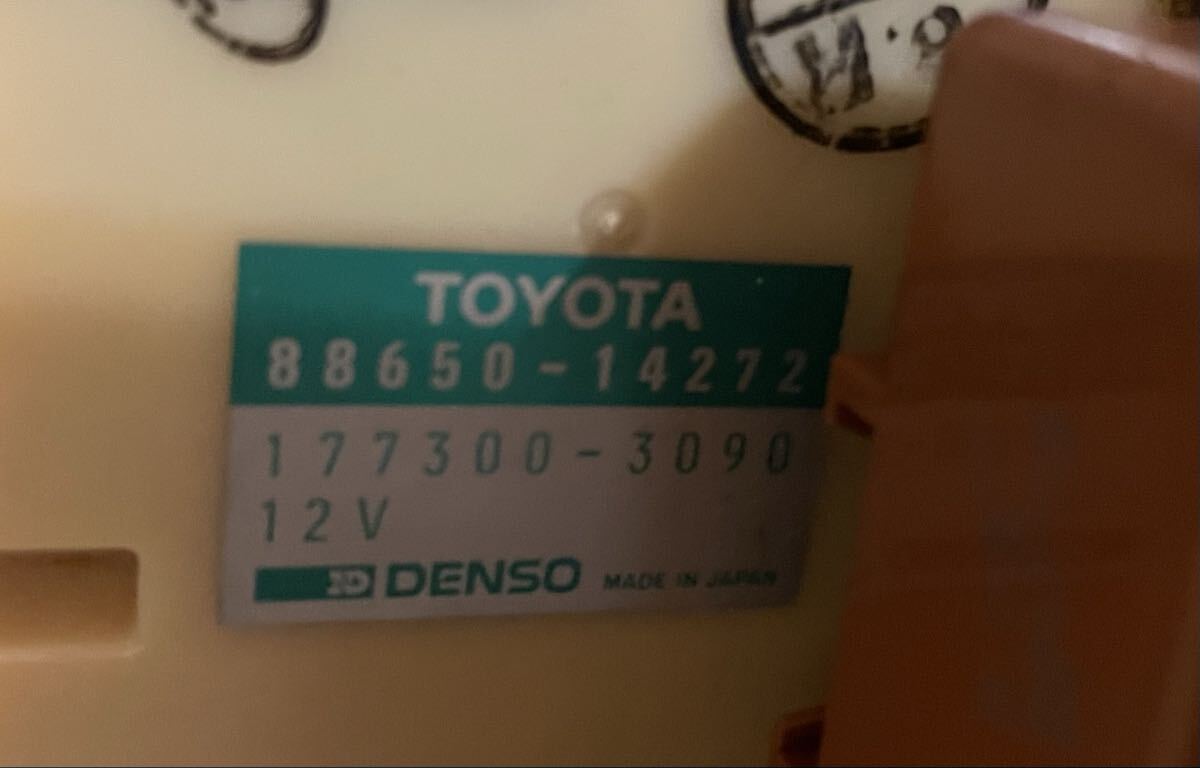 TOYOTA
88650-14272
177300-3090
12V
DENSO MADE IN JAPAN